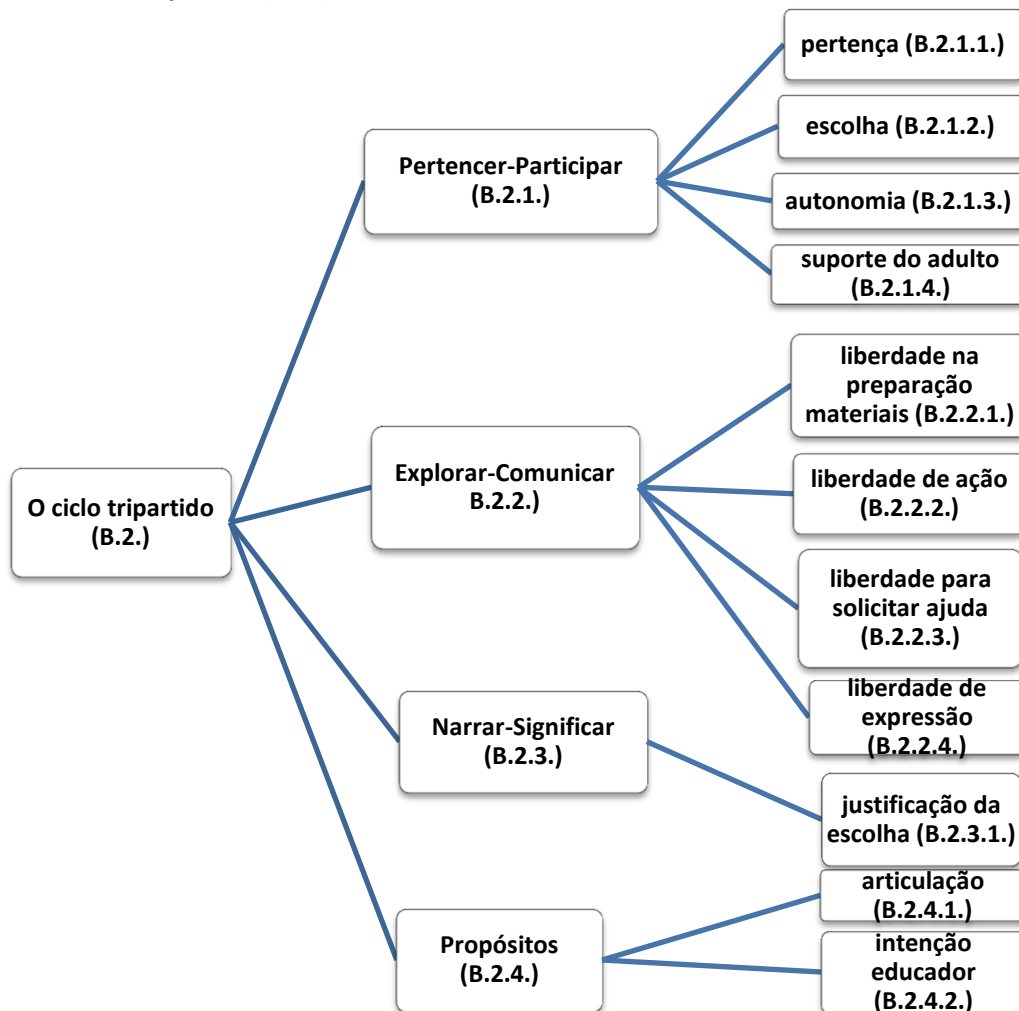 O ciclo tripartido
(B.2.)
Pertencer-Participar
(B.2.1.)
pertença (B.2.1.1.)
escolha (B.2.1.2.)
autonomia (B.2.1.3.)
suporte do adulto
(B.2.1.4.)
Explorar-Comunicar
B.2.2.)
liberdade na
preparação
materiais (B.2.2.1.)
liberdade de ação
(B.2.2.2.)
liberdade para
solicitar ajuda
(B.2.2.3.)
liberdade de
expressão
(B.2.2.4.)
Narrar-Significar
(B.2.3.)
justificação da
escolha (B.2.3.1.)
Propósitos
(B.2.4.)
articulação
(B.2.4.1.)
intenção
educador
(B.2.4.2.)